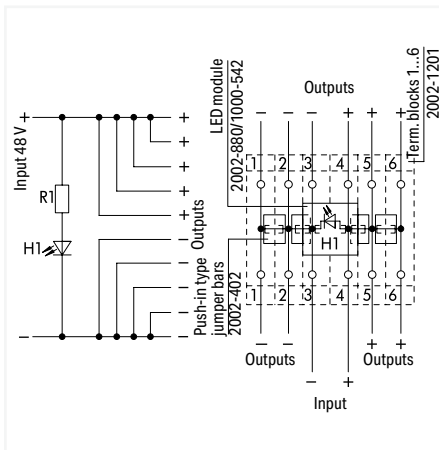 Input 48 V
+
+
+
+
+
R1
H1
Outputs
−
−
−
−
−
Push-in type
jumper bars
2002-402
LED module
2002-880/1000-542
Term. blocks 1...6
2002-1201
Outputs
− − − + + +
1 2 3 4 5 6
H1
1 2 3 4 5 6
− − + +
Outputs Outputs
− +
Input